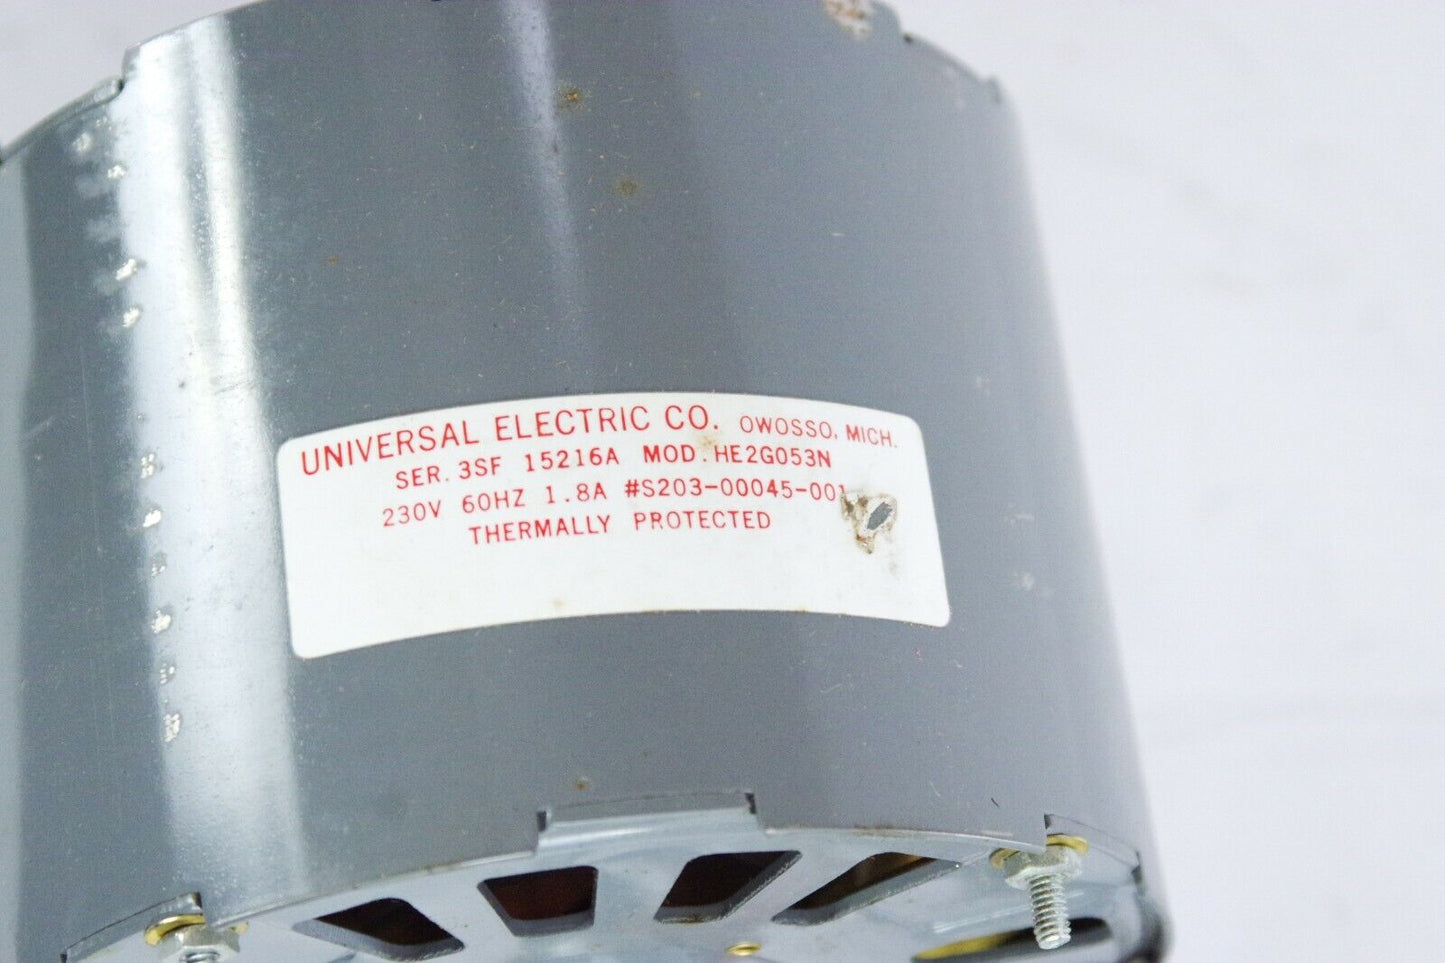 UNIVERSAL ELECTRIC CO. OWOSSO, MICH.
SER. 3SF 15216A MOD. HE2G053N
230V 60HZ 1.8A #S203-00045-001
THERMALLY PROTECTED